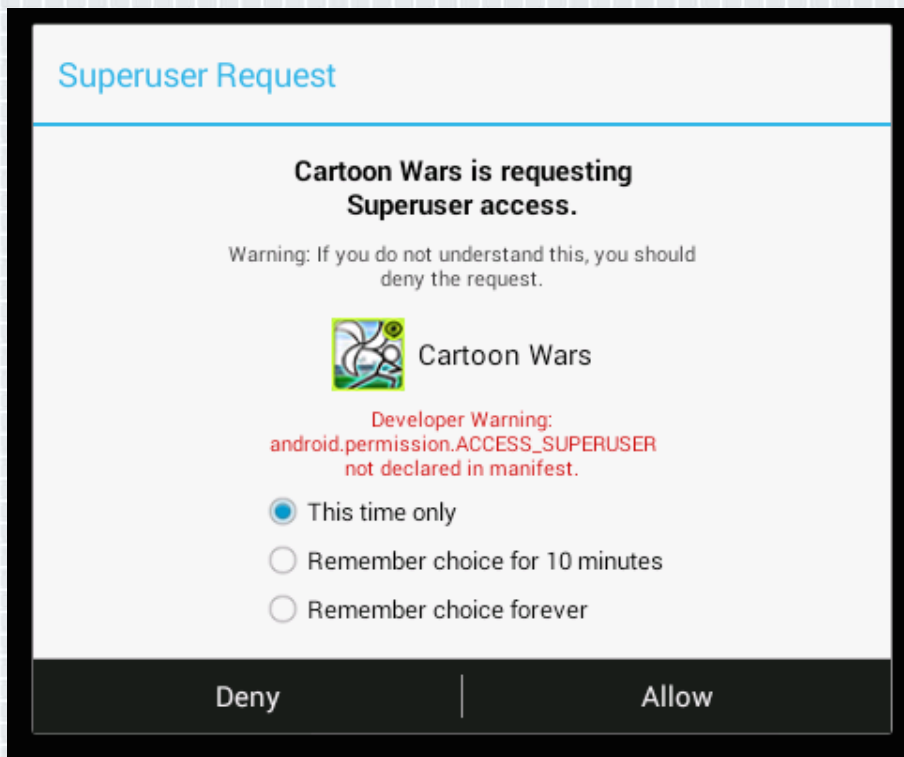 Superuser Request
Cartoon Wars is requesting
Superuser access.
Warning: If you do not understand this, you should
deny the request.
Cartoon Wars
Developer Warning:
android.permission.ACCESS_SUPERUSER
not declared in manifest.
This time only
Remember choice for 10 minutes
Remember choice forever
Deny
Allow